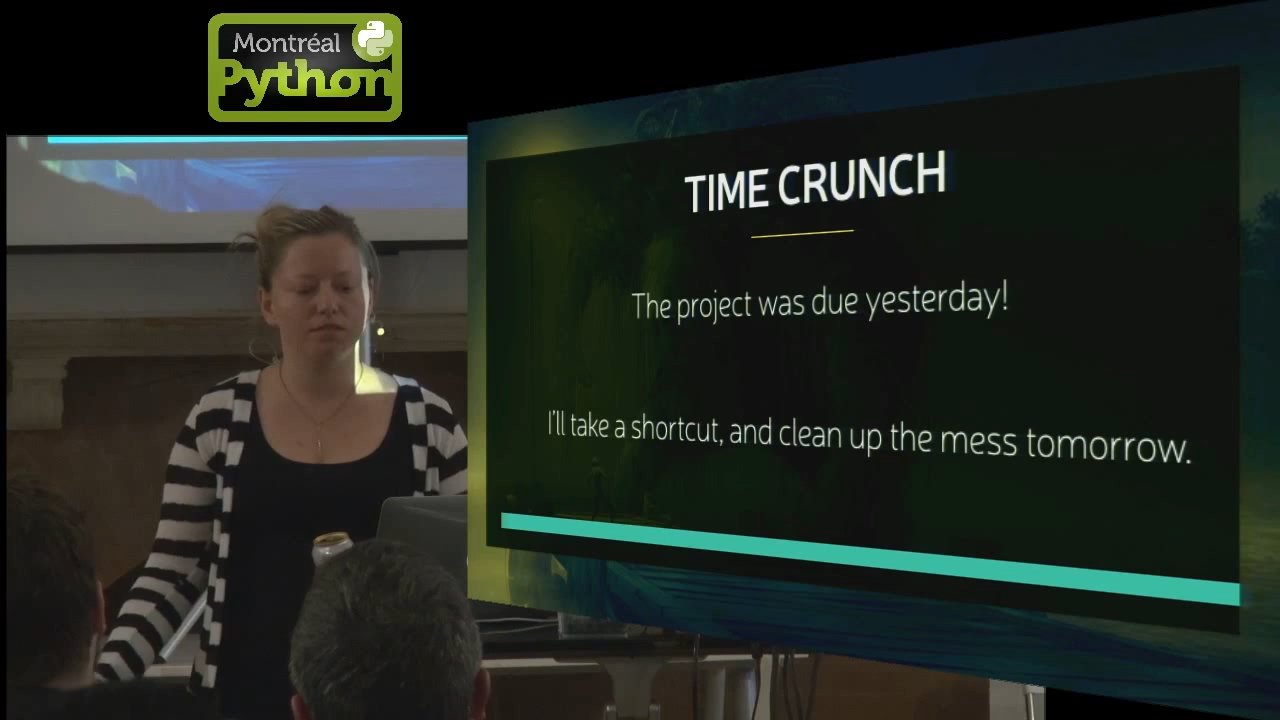 Montréal
Python
TIME CRUNCH
The project was due yesterday!
I'll take a shortcut, and clean up the mess tomorrow.